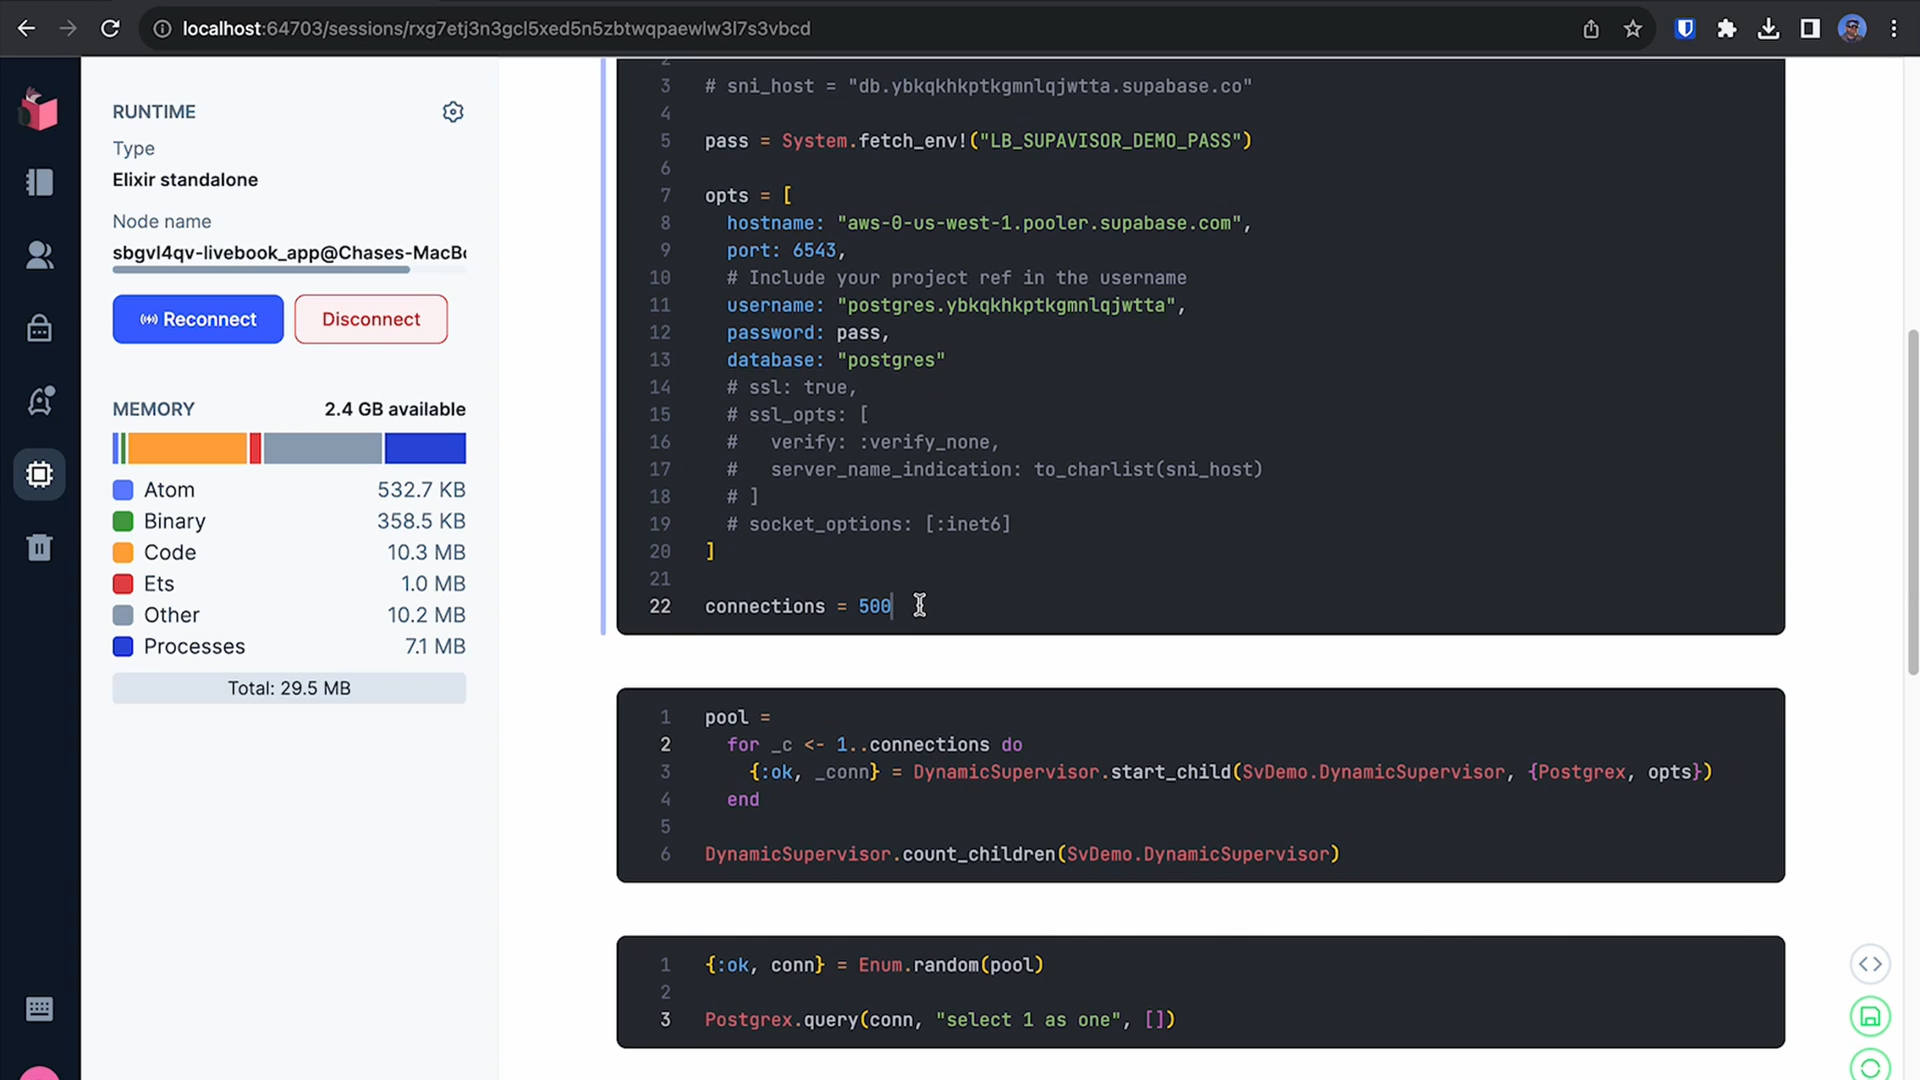 localhost:64703/sessions/rxg7etj3n3gcl5xed5n5zbtwqpaewlw3l7s3vbcd
RUNTIME
Type
Elixir standalone
Node name
sbgvl4qv-livebook_app@Chases-MacBo
Reconnect
Disconnect
MEMORY 2.4 GB available
Atom 532.7 KB
Binary 358.5 KB
Code 10.3 MB
Ets 1.0 MB
Other 10.2 MB
Processes 7.1 MB
Total: 29.5 MB
2
3 # sni_host = "db.ybkqkhkptkgmnlqjwtta.supabase.co"
4
5 pass = System.fetch_env!("LB_SUPAVISOR_DEMO_PASS")
6
7 opts = [
8 hostname: "aws-0-us-west-1.pooler.supabase.com",
9 port: 6543,
10 # Include your project ref in the username
11 username: "postgres.ybkqkhkptkgmnlqjwtta",
12 password: pass,
13 database: "postgres"
14 # ssl: true,
15 # ssl_opts: [
16 # verify: :verify_none,
17 # server_name_indication: to_charlist(sni_host)
18 # ]
19 # socket_options: [:inet6]
20 ]
21
22 connections = 500
1 pool =
2 for _c <- 1..connections do
3 {:ok, _conn} = DynamicSupervisor.start_child(SvDemo.DynamicSupervisor, {Postgrex, opts})
4 end
5
6 DynamicSupervisor.count_children(SvDemo.DynamicSupervisor)
1 {:ok, conn} = Enum.random(pool)
2
3 Postgrex.query(conn, "select 1 as one", [])